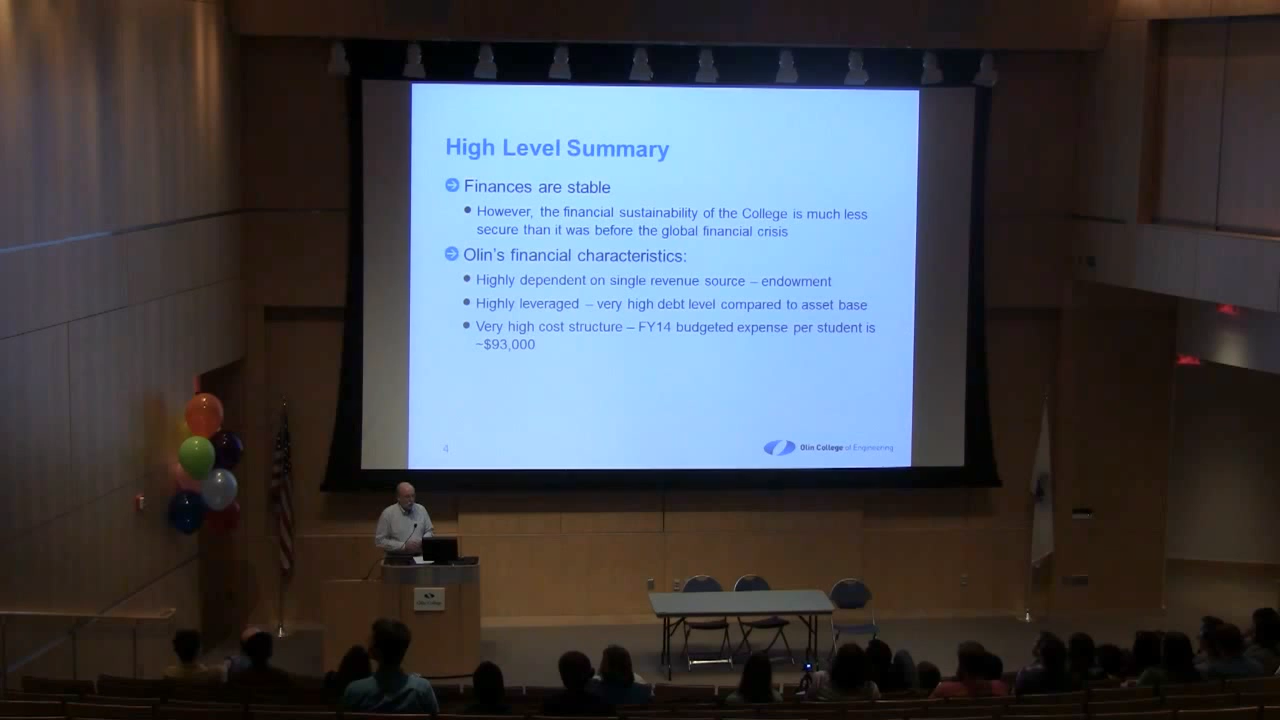 High Level Summary
Finances are stable
However, the financial sustainability of the College is much less
secure than it was before the global financial crisis
Olin's financial characteristics:
Highly dependent on single revenue source – endowment
Highly leveraged – very high debt level compared to asset base
Very high cost structure – FY14 budgeted expense per student is
~$93,000
4
Olin College of Engineering
Olin College